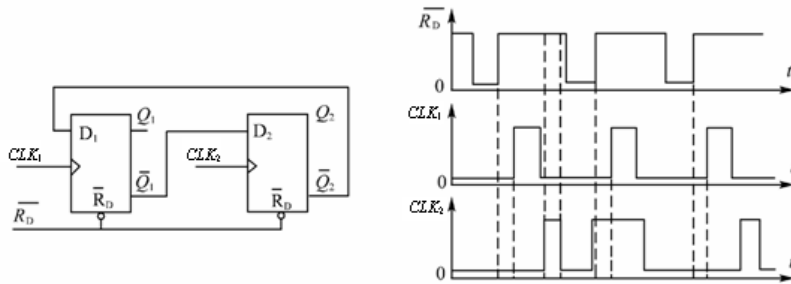 D₁
Q₁
CLK₁
Q̅₁
R̅D
R̅D
D₂
Q₂
CLK₂
Q̅₂
R̅D
R̅D
0
t
CLK₁
0
CLK₂
0
t